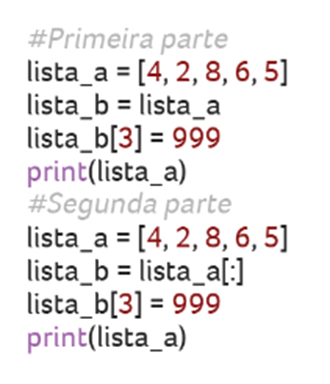 #Primeira parte
lista_a = [4, 2, 8, 6, 5]
lista_b = lista_a
lista_b[3] = 999
print(lista_a)
#Segunda parte
lista_a = [4, 2, 8, 6, 5]
lista_b = lista_a[:]
lista_b[3] = 999
print(lista_a)